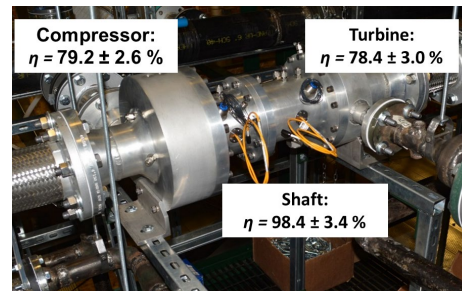 Compressor:
η = 79.2 ± 2.6 %
Turbine:
η = 78.4 ± 3.0 %
Shaft:
η = 98.4 ± 3.4 %